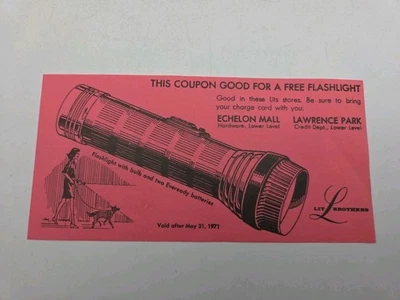 THIS COUPON GOOD FOR A FREE FLASHLIGHT
Good in these Lits stores. Be sure to bring
your charge card with you.
ECHELON MALL
Hardware, Lower Level
LAWRENCE PARK
Credit Dept., Lower Level
Flashlight with bulb and two Eveready batteries
Void after May 31, 1971
LIT BROTHERS